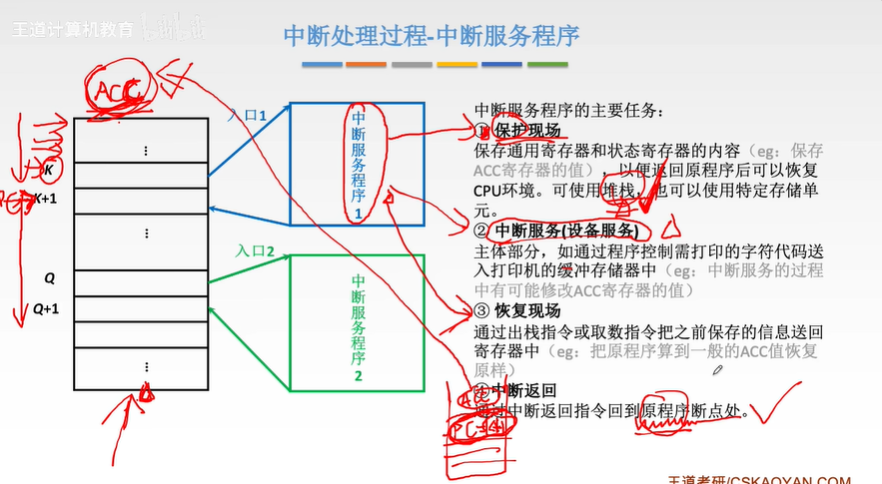 王道计算机教育
中断处理过程-中断服务程序
ACC
入口1
中断服务程序1
⋮
K
K+1
⋮
Q
Q+1
⋮
入口2
中断服务程序2
中断服务程序的主要任务:
① 保护现场
保存通用寄存器和状态寄存器的内容(eg:保存
ACC寄存器的值),以便返回原程序后可以恢复
CPU环境。可使用堆栈,也可以使用特定存储单
元。
② 中断服务(设备服务)
主体部分,如通过程序控制需打印的字符代码送
入打印机的缓冲存储器中(eg:中断服务的过程
中有可能修改ACC寄存器的值)
③ 恢复现场
通过出栈指令或取数指令把之前保存的信息送回
寄存器中(eg:把原程序算到一般的ACC值恢复
原样)
④中断返回
通过中断返回指令回到原程序断点处。
王道考研/CSKAOYAN.COM